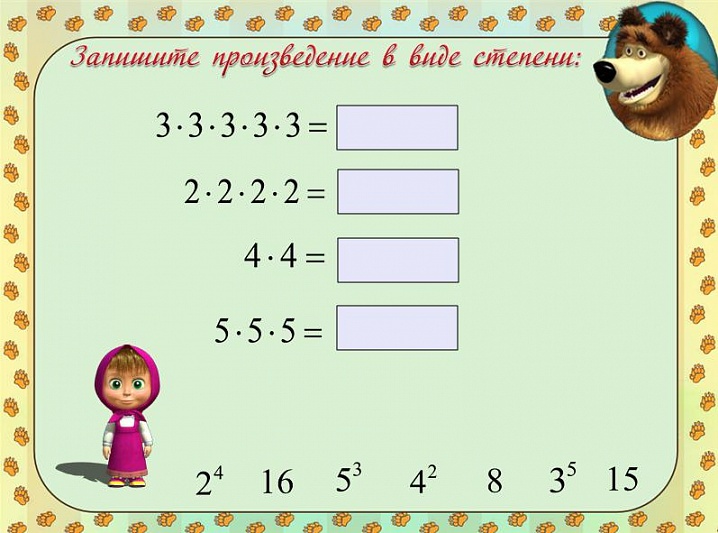 Запишите произведение в виде степени:
3·3·3·3·3=
2·2·2·2=
4·4=
5·5·5=
2⁴ 16 5³ 4² 8 3⁵ 15